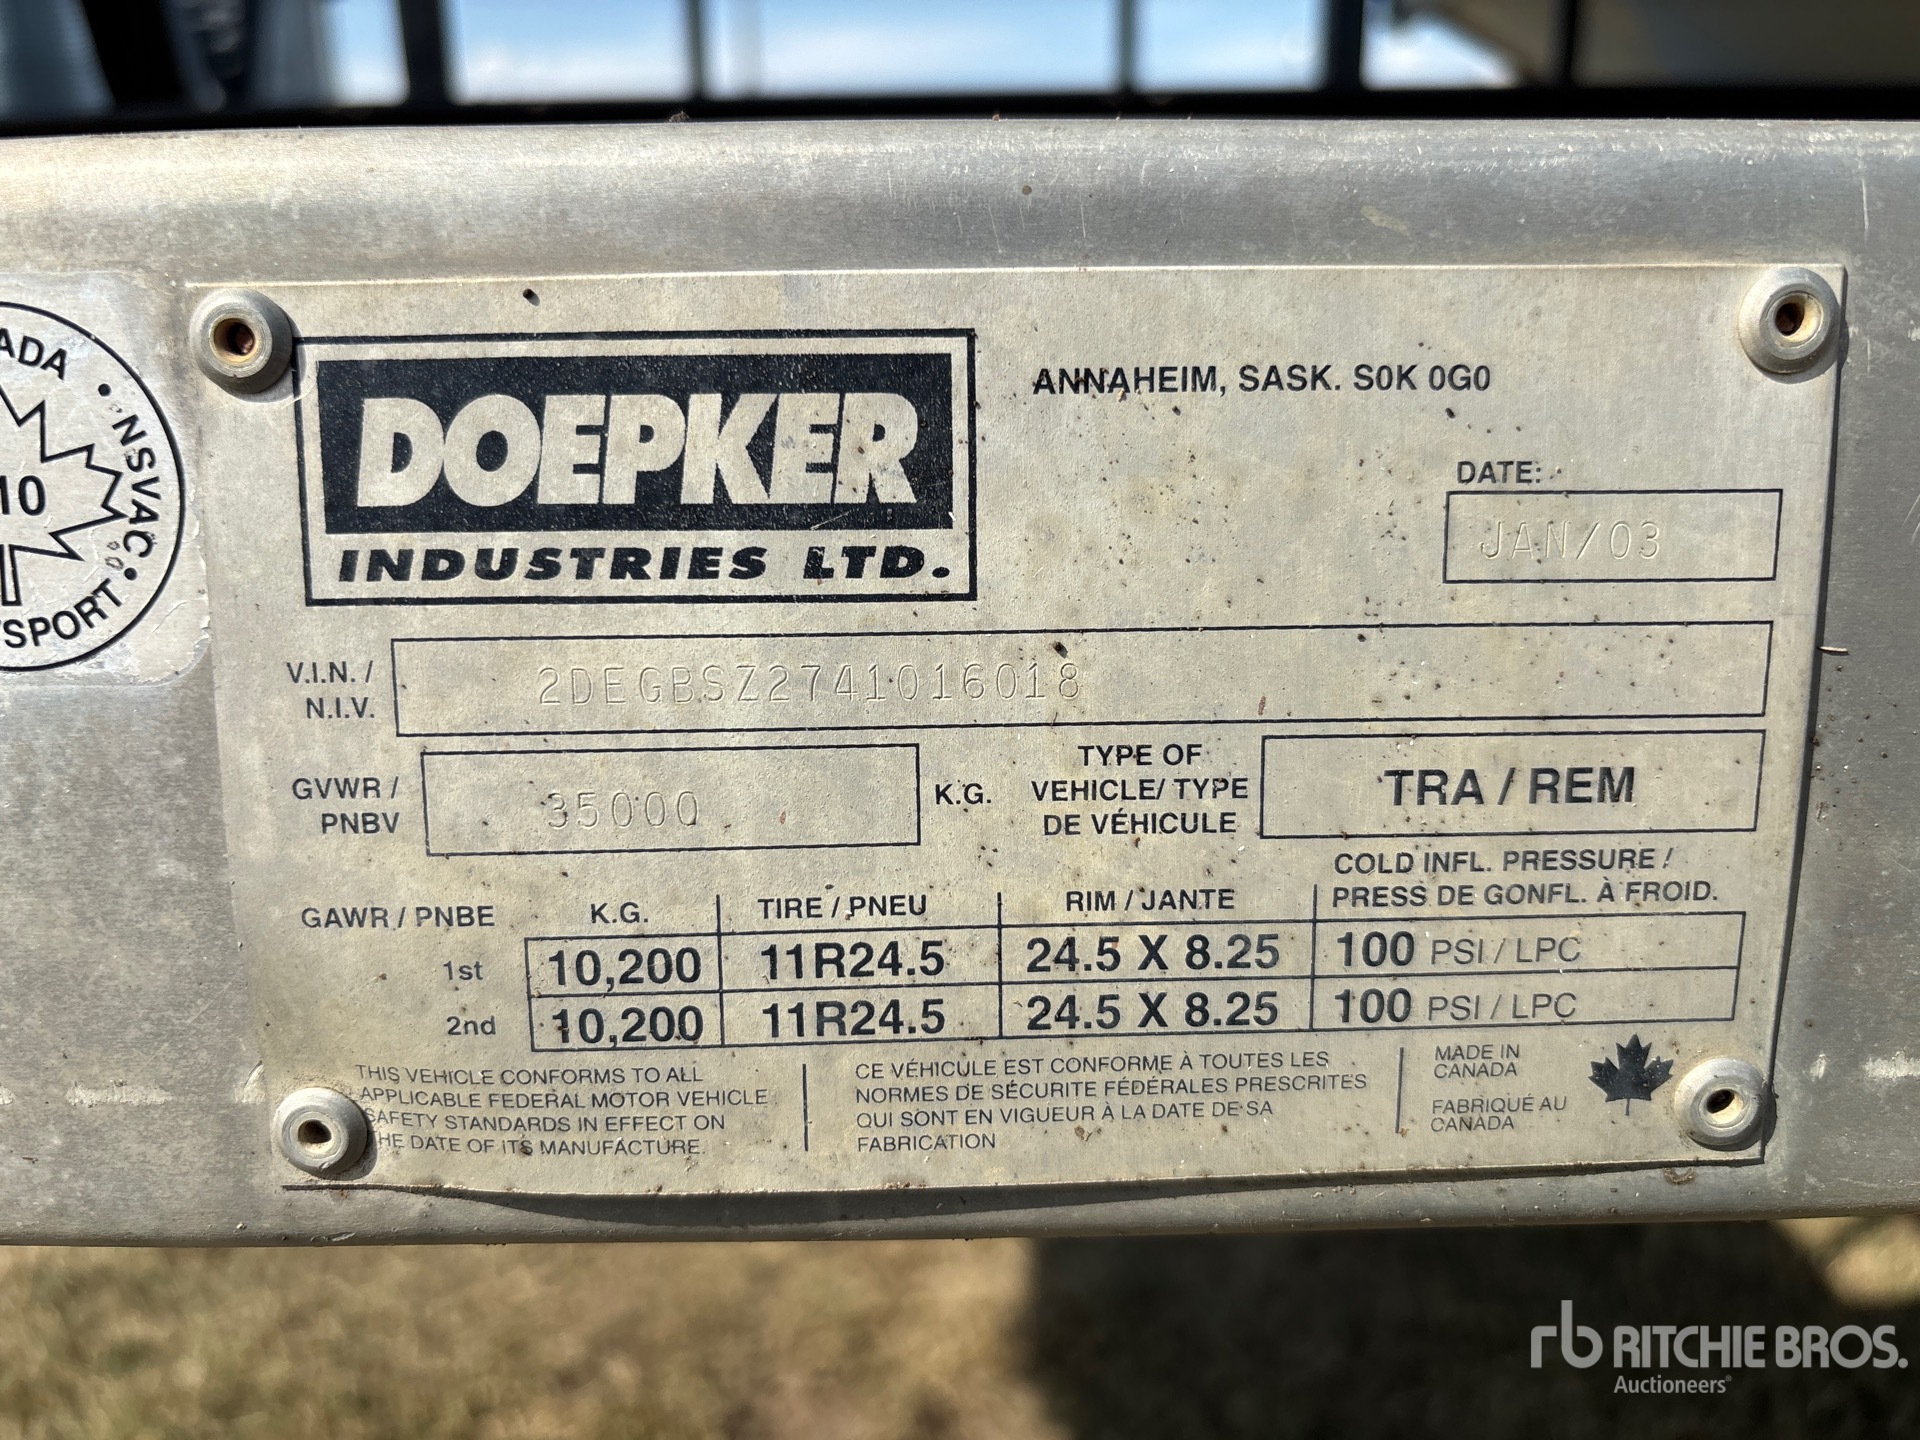 ADA • NSVAC •
10
SPORT
DOEPKER
INDUSTRIES LTD.
ANNAHEIM, SASK. S0K 0G0
DATE:
JAN/03
V.I.N. /
N.I.V.
2DEGBSZ2741016018
GVWR /
PNBV
35000
K.G.
TYPE OF
VEHICLE/ TYPE
DE VÉHICULE
TRA / REM
GAWR / PNBE
K.G.
TIRE / PNEU
RIM / JANTE
COLD INFL. PRESSURE /
PRESS DE GONFL. À FROID.
1st 10,200 11R24.5 24.5 X 8.25 100 PSI / LPC
2nd 10,200 11R24.5 24.5 X 8.25 100 PSI / LPC
THIS VEHICLE CONFORMS TO ALL
APPLICABLE FEDERAL MOTOR VEHICLE
SAFETY STANDARDS IN EFFECT ON
THE DATE OF ITS MANUFACTURE.
CE VÉHICULE EST CONFORME À TOUTES LES
NORMES DE SÉCURITE FÉDÉRALES PRESCRITES
QUI SONT EN VIGUEUR À LA DATE DE SA
FABRICATION
MADE IN
CANADA
FABRIQUÉ AU
CANADA
rb RITCHIE BROS.
Auctioneers